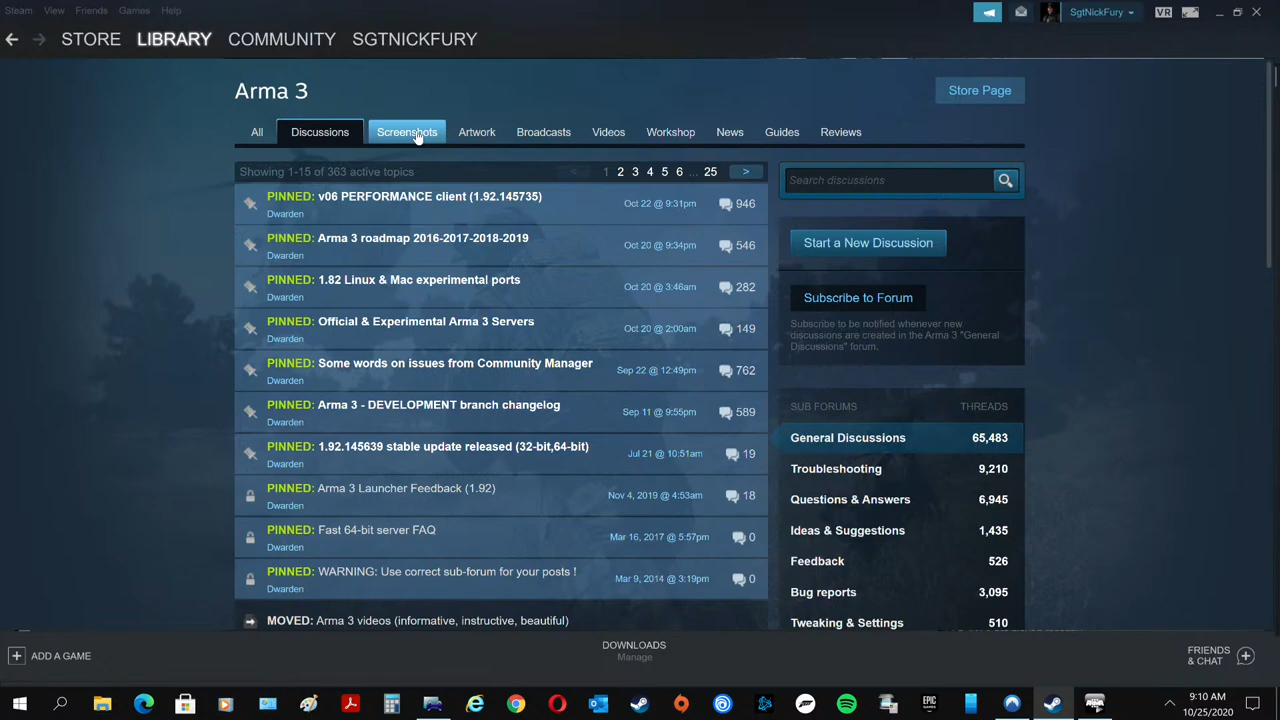 Steam View Friends Games Help
SgtNickFury
VR
STORE LIBRARY COMMUNITY SGTNICKFURY
Arma 3
Store Page
All Discussions Screenshots Artwork Broadcasts Videos Workshop News Guides Reviews
Showing 1-15 of 363 active topics
< 1 2 3 4 5 6 ... 25 >
Search discussions
PINNED: v06 PERFORMANCE client (1.92.145735)
Dwarden
Oct 22 @ 9:31pm 946
PINNED: Arma 3 roadmap 2016-2017-2018-2019
Dwarden
Oct 20 @ 9:34pm 546
PINNED: 1.82 Linux & Mac experimental ports
Dwarden
Oct 20 @ 3:46am 282
PINNED: Official & Experimental Arma 3 Servers
Dwarden
Oct 20 @ 2:00am 149
PINNED: Some words on issues from Community Manager
Dwarden
Sep 22 @ 12:49pm 762
PINNED: Arma 3 - DEVELOPMENT branch changelog
Dwarden
Sep 11 @ 9:55pm 589
PINNED: 1.92.145639 stable update released (32-bit,64-bit)
Dwarden
Jul 21 @ 10:51am 19
PINNED: Arma 3 Launcher Feedback (1.92)
Dwarden
Nov 4, 2019 @ 4:53am 18
PINNED: Fast 64-bit server FAQ
Dwarden
Mar 16, 2017 @ 5:57pm 0
PINNED: WARNING: Use correct sub-forum for your posts !
Dwarden
Mar 9, 2014 @ 3:19pm 0
MOVED: Arma 3 videos (informative, instructive, beautiful)
Start a New Discussion
Subscribe to Forum
Subscribe to be notified whenever new
discussions are created in the Arma 3 "General
Discussions" forum.
SUB FORUMS THREADS
General Discussions 65,483
Troubleshooting 9,210
Questions & Answers 6,945
Ideas & Suggestions 1,435
Feedback 526
Bug reports 3,095
Tweaking & Settings 510
ADD A GAME
DOWNLOADS
Manage
FRIENDS
& CHAT
EPIC
GAMES
9:10 AM
10/25/2020